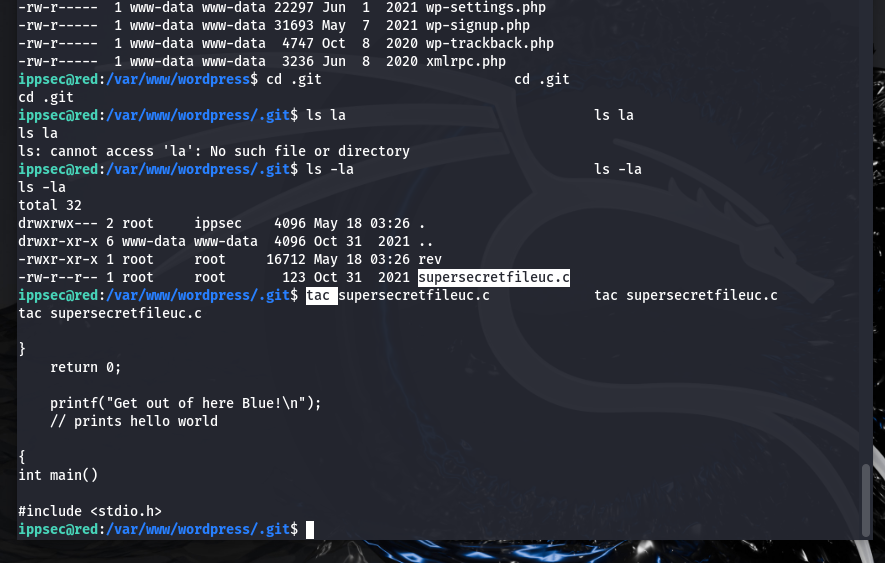 -rw-r-----  1 www-data www-data 22297 Jun  1  2021 wp-settings.php
-rw-r-----  1 www-data www-data 31693 May  7  2021 wp-signup.php
-rw-r-----  1 www-data www-data  4747 Oct  8  2020 wp-trackback.php
-rw-r-----  1 www-data www-data  3236 Jun  8  2020 xmlrpc.php
ippsec@red:/var/www/wordpress$ cd .git                        cd .git
cd .git
ippsec@red:/var/www/wordpress/.git$ ls la                               ls la
ls la
ls: cannot access 'la': No such file or directory
ippsec@red:/var/www/wordpress/.git$ ls -la                              ls -la
ls -la
total 32
drwxrwx--- 2 root     ippsec    4096 May 18 03:26 .
drwxr-xr-x 6 www-data www-data  4096 Oct 31  2021 ..
-rwxr-xr-x 1 root     root     16712 May 18 03:26 rev
-rw-r--r-- 1 root     root       123 Oct 31  2021 supersecretfileuc.c
ippsec@red:/var/www/wordpress/.git$ tac supersecretfileuc.c             tac supersecretfileuc.c
tac supersecretfileuc.c

}
    return 0;

    printf("Get out of here Blue!\n");
    // prints hello world

{
int main()

#include <stdio.h>
ippsec@red:/var/www/wordpress/.git$